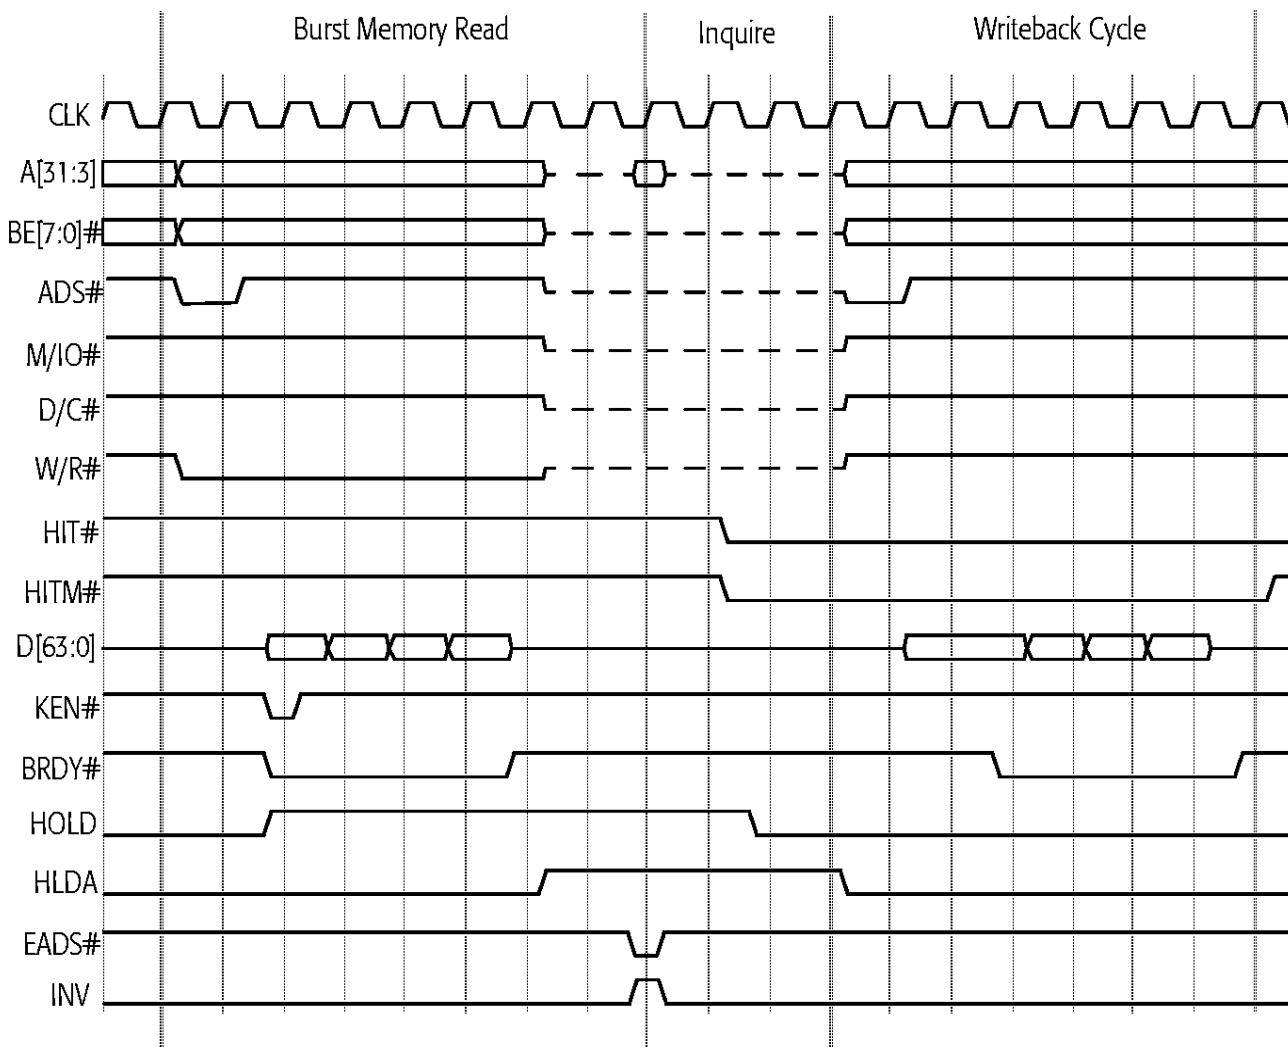 Burst Memory Read
Inquire
Writeback Cycle
CLK
A[31:3]
BE[7:0]#
ADS#
M/IO#
D/C#
W/R#
HIT#
HITM#
D[63:0]
KEN#
BRDY#
HOLD
HLDA
EADS#
INV